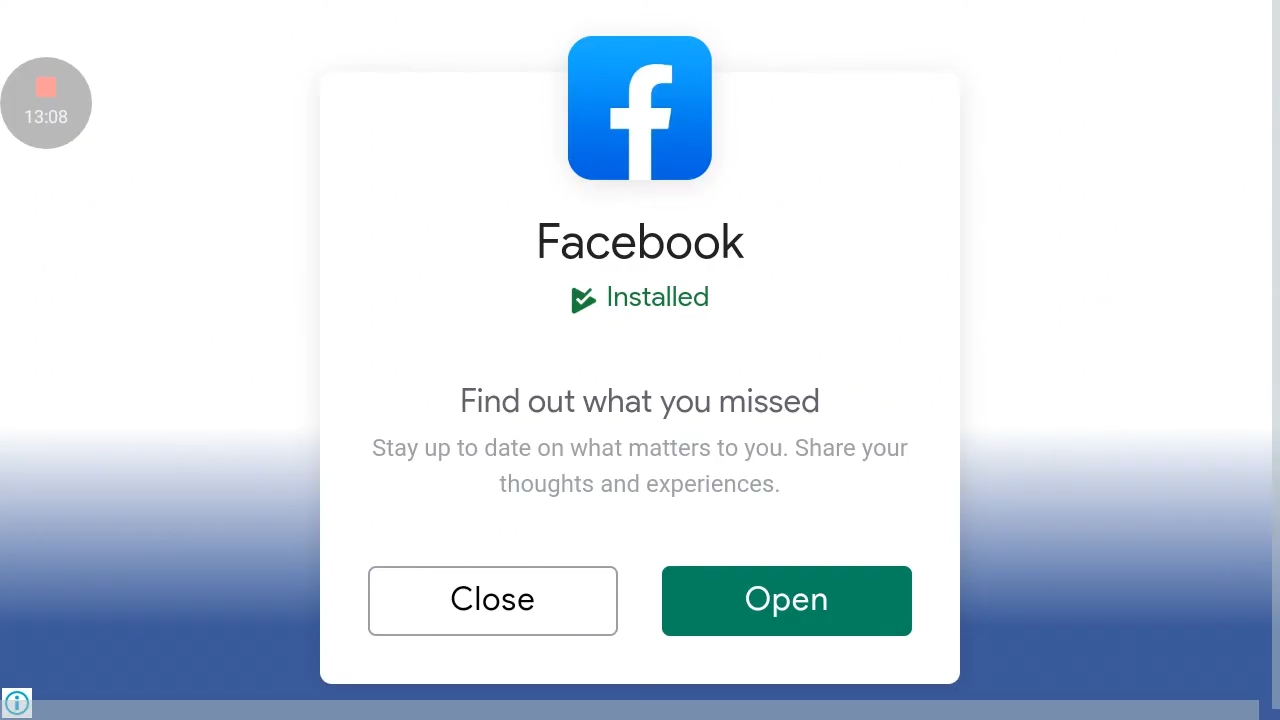 13:08
Facebook
Installed
Find out what you missed
Stay up to date on what matters to you. Share your
thoughts and experiences.
Close
Open